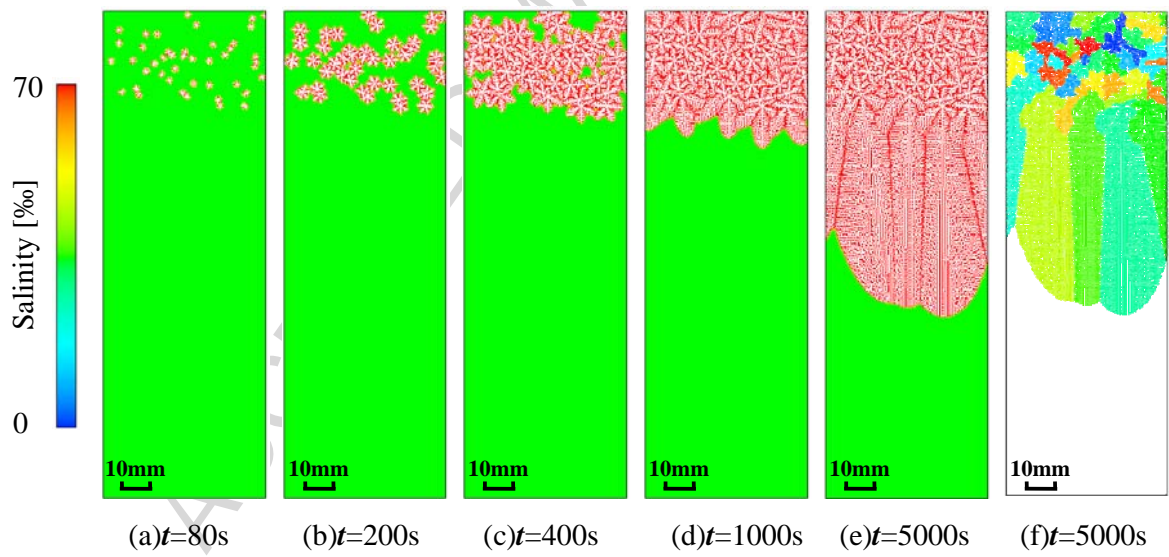 70
Salinity [‰]
0
10mm 10mm 10mm 10mm 10mm 10mm
(a)t=80s (b)t=200s (c)t=400s (d)t=1000s (e)t=5000s (f)t=5000s